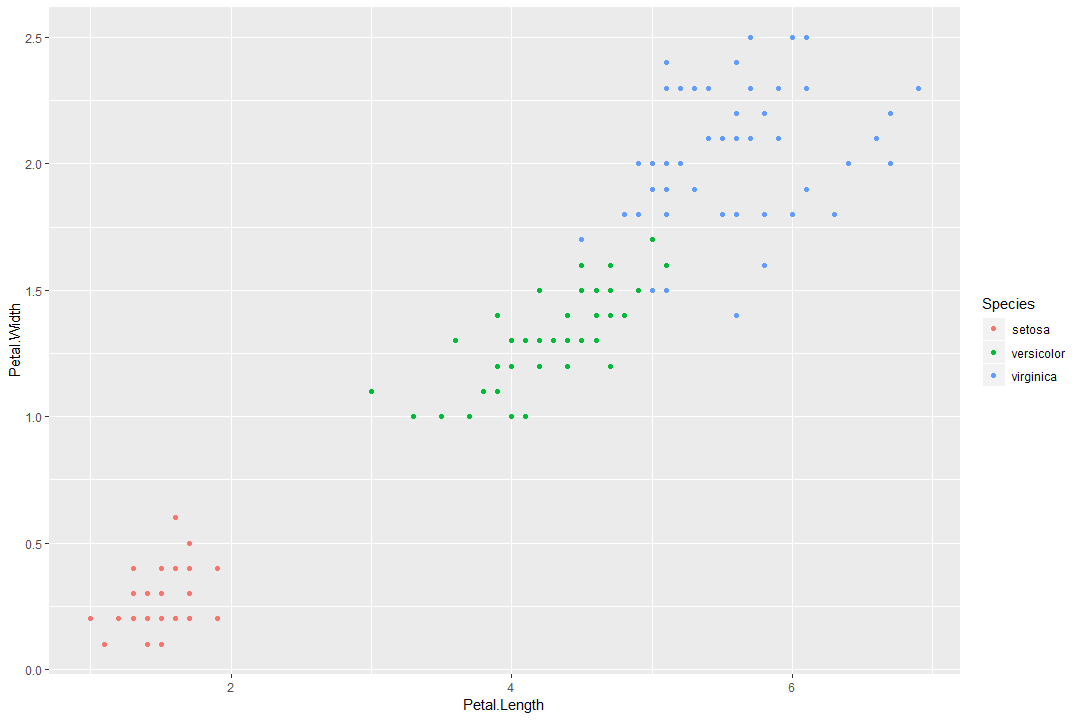 2.5
2.0
1.5
1.0
0.5
0.0
Petal.Width
2 4 6
Petal.Length
Species
setosa
versicolor
virginica